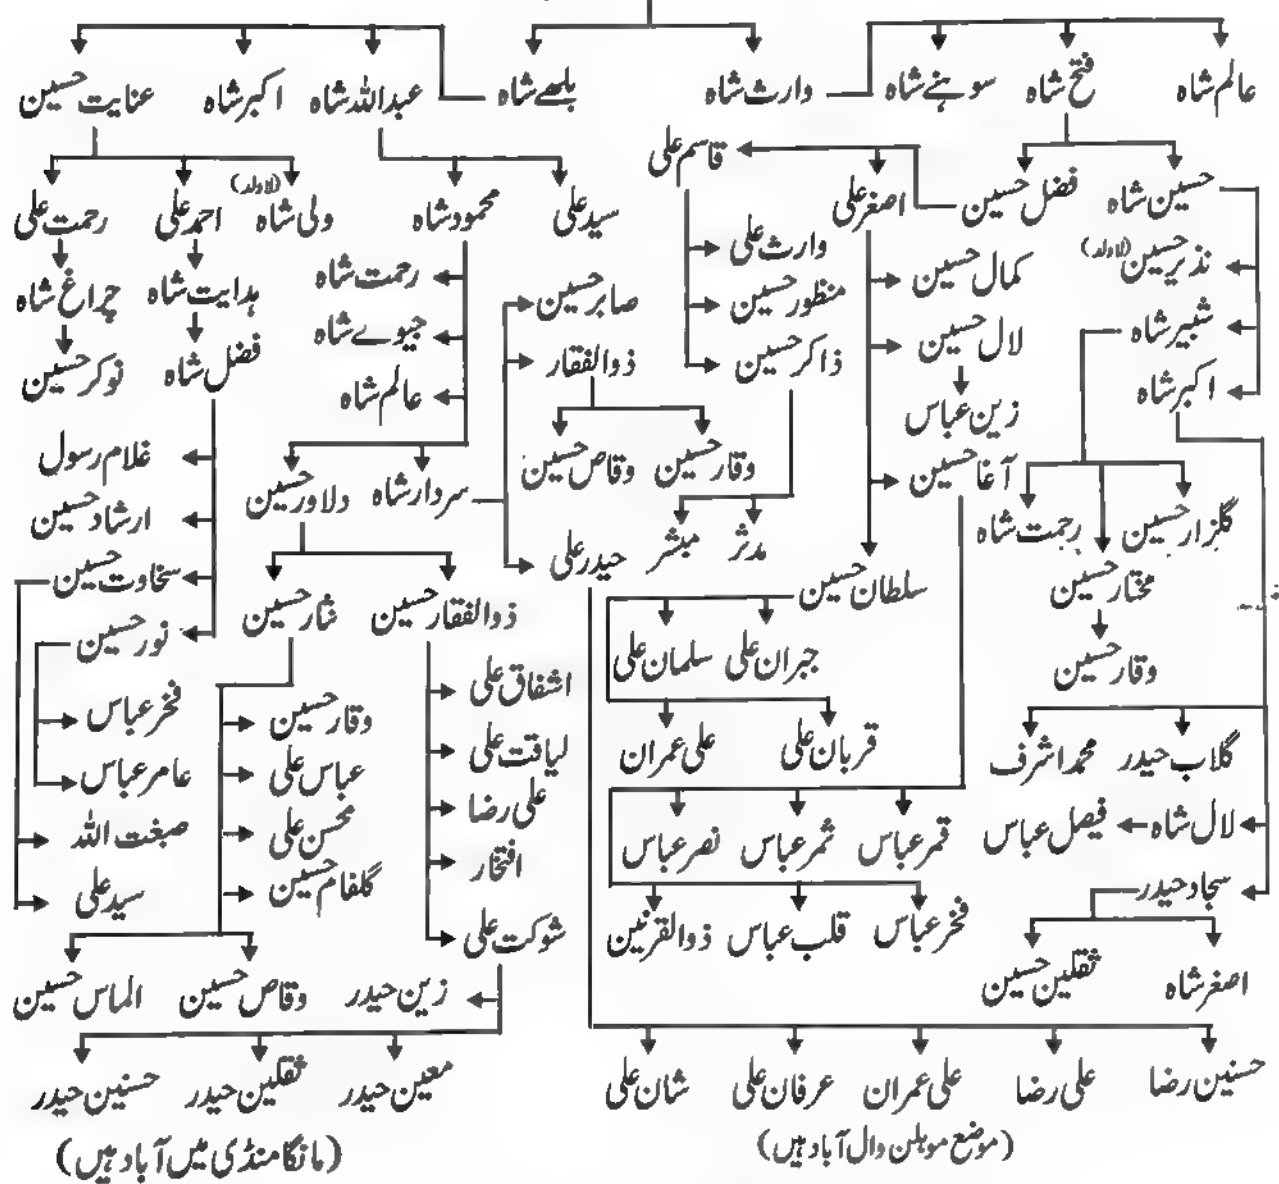 عالم شاہ فتح شاہ سوہنے شاہ وارث شاہ بلھے شاہ عبداللہ شاہ اکبر شاہ عنایت حسین
حسین شاہ فضل حسین اصغر علی قاسم علی سید علی محمود شاہ ولی شاہ (لاولد) احمد علی رحمت علی
نذیر حسین (لاولد) کمال حسین وارث علی رحمت شاہ ہدایت شاہ چراغ شاہ
شبیر شاہ لال حسین منظور حسین صابر حسین جیوے شاہ فضل شاہ نوکر حسین
اکبر شاہ زین عباس ذاکر حسین ذوالفقار عالم شاہ
آغا حسین وقار حسین وقاص حسین سردار شاہ دلاور حسین غلام رسول
گلزار حسین رحمت شاہ مدثر مبشر حیدر علی ارشاد حسین
مختار حسین سلطان حسین ذوالفقار حسین نثار حسین سخاوت حسین
وقار حسین جبران علی سلمان علی اشفاق علی نور حسین
گلاب حیدر محمد اشرف قربان علی علی عمران لیاقت علی وقار حسین فخر عباس
لال شاہ فیصل عباس قمر عباس ثمر عباس نصر عباس علی رضا عباس علی عامر عباس
افتخار محسن علی صبغت اللہ
سجاد حیدر فخر عباس قلب عباس ذوالقرنین شوکت علی گلفام حسین سید علی
اصغر شاہ ثقلین حسین زین حیدر وقاص حسین الماس حسین
حسنین رضا علی رضا علی عمران عرفان علی شان علی معین حیدر ثقلین حیدر حسنین حیدر
(موضع موہلن وال آباد ہیں) (مانگا منڈی میں آباد ہیں)